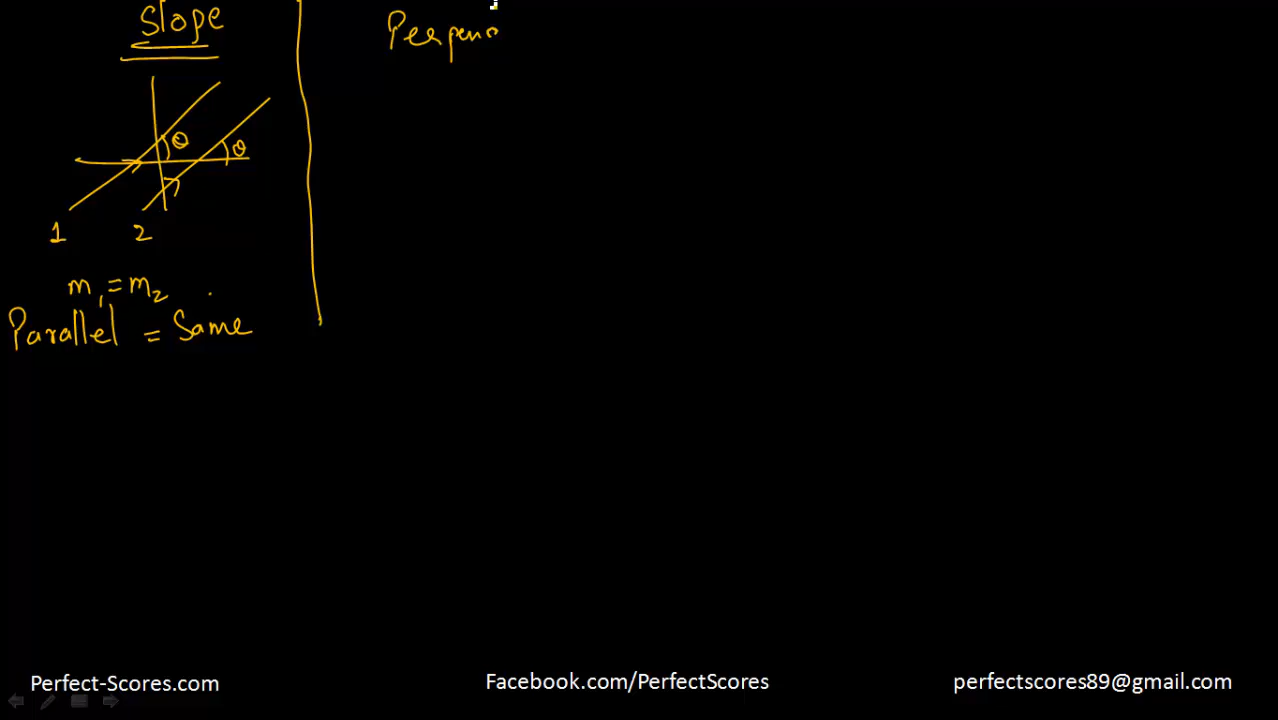 Slope
θ
θ
1 2
m₁ = m₂
Parallel = Same
Perpen
Perfect-Scores.com
Facebook.com/PerfectScores
perfectscores89@gmail.com